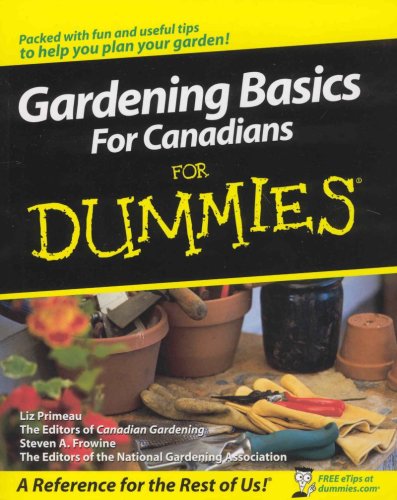 Packed with fun and useful tips
to help you plan your garden!
Gardening Basics
For Canadians
FOR
DUMMIES®
Liz Primeau
The Editors of Canadian Gardening
Steven A. Frowine
The Editors of the National Gardening Association
A Reference for the Rest of Us!®
FREE eTips at
dummies.com®